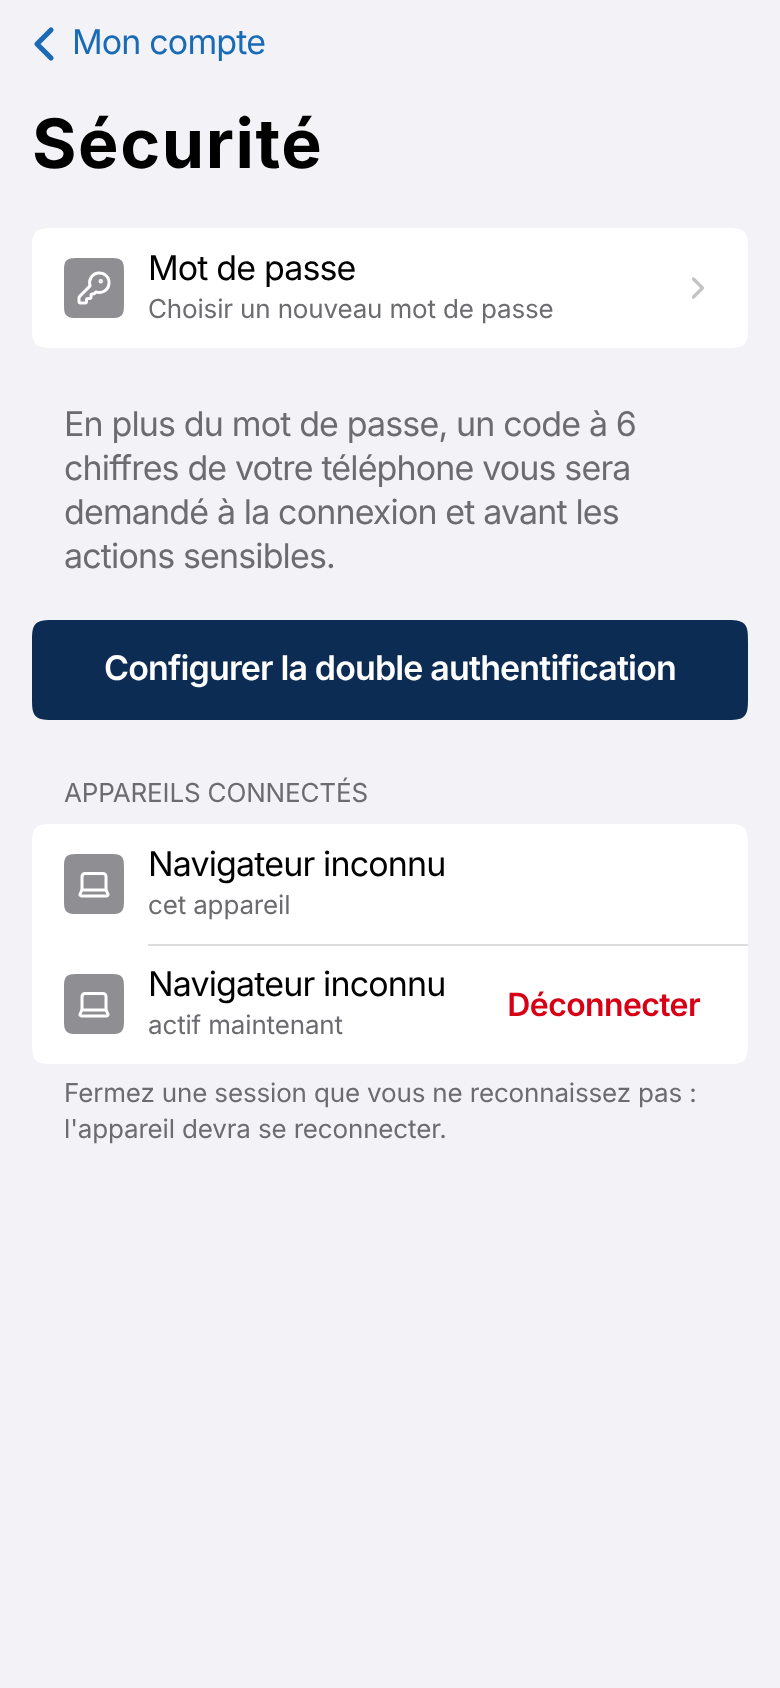 Mon compte
Sécurité
Mot de passe
Choisir un nouveau mot de passe
En plus du mot de passe, un code à 6
chiffres de votre téléphone vous sera
demandé à la connexion et avant les
actions sensibles.
Configurer la double authentification
APPAREILS CONNECTÉS
Navigateur inconnu
cet appareil
Navigateur inconnu
actif maintenant
Déconnecter
Fermez une session que vous ne reconnaissez pas :
l'appareil devra se reconnecter.